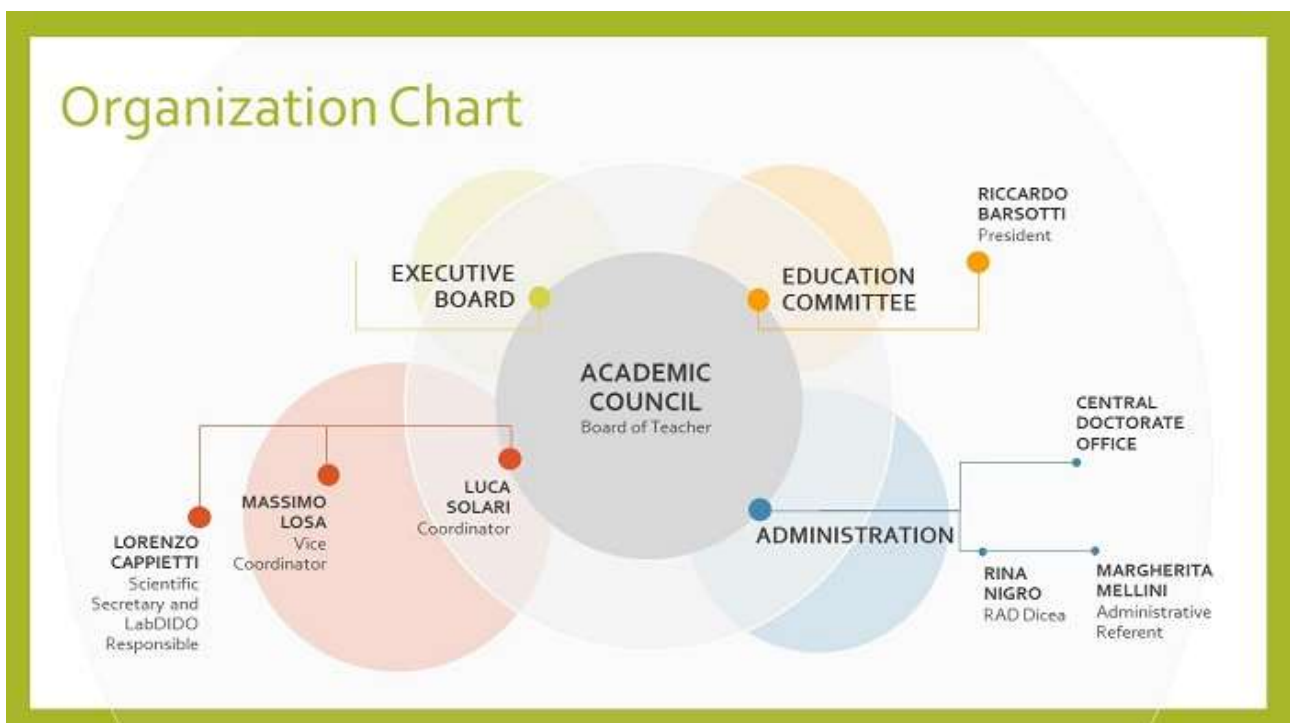 Organization Chart
EXECUTIVE
BOARD
EDUCATION
COMMITTEE
RICCARDO
BARSOTTI
President
ACADEMIC
COUNCIL
Board of Teacher
LUCA
SOLARI
Coordinator
MASSIMO
LOSA
Vice
Coordinator
LORENZO
CAPPIETTI
Scientific
Secretary and
LabDIDO
Responsible
ADMINISTRATION
CENTRAL
DOCTORATE
OFFICE
RINA
NIGRO
RAD Dicea
MARGHERITA
MELLINI
Administrative
Referent